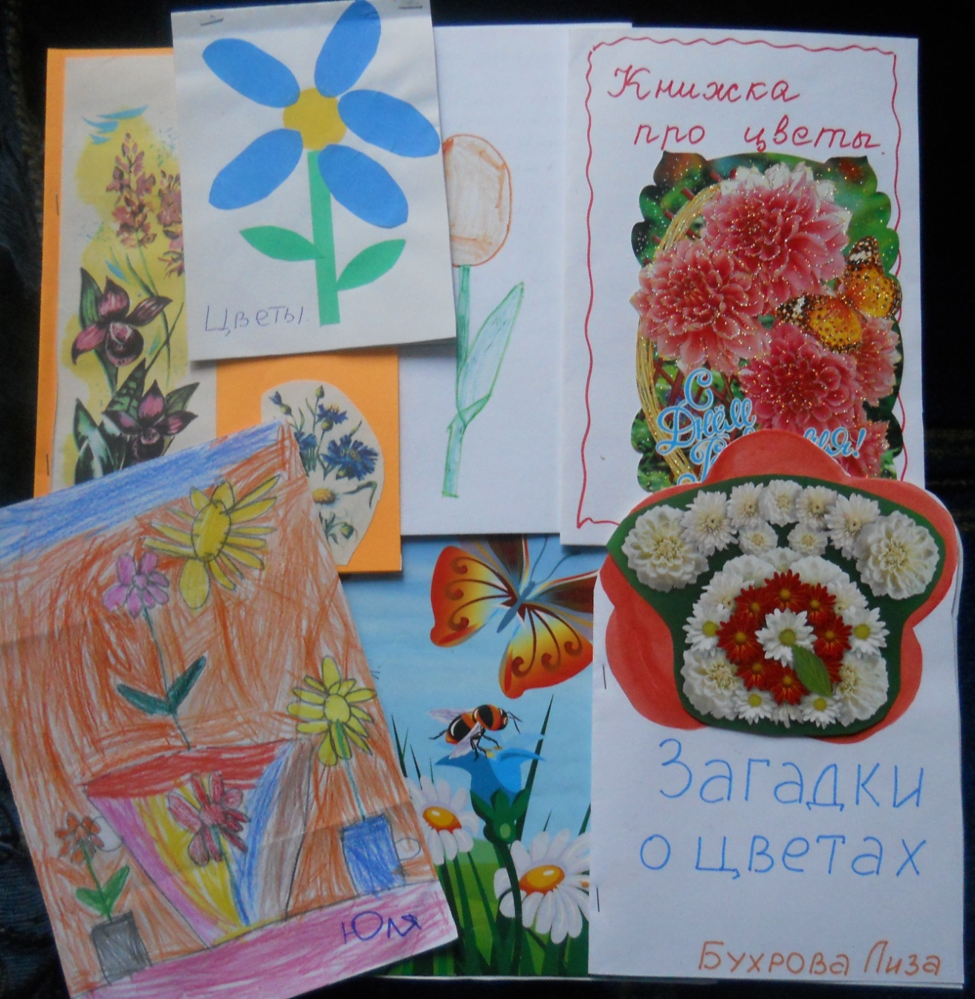 Книжка
про цветы.
Цветы.
С
Днём
Юля
Загадки
о цветах
Бухрова Лиза